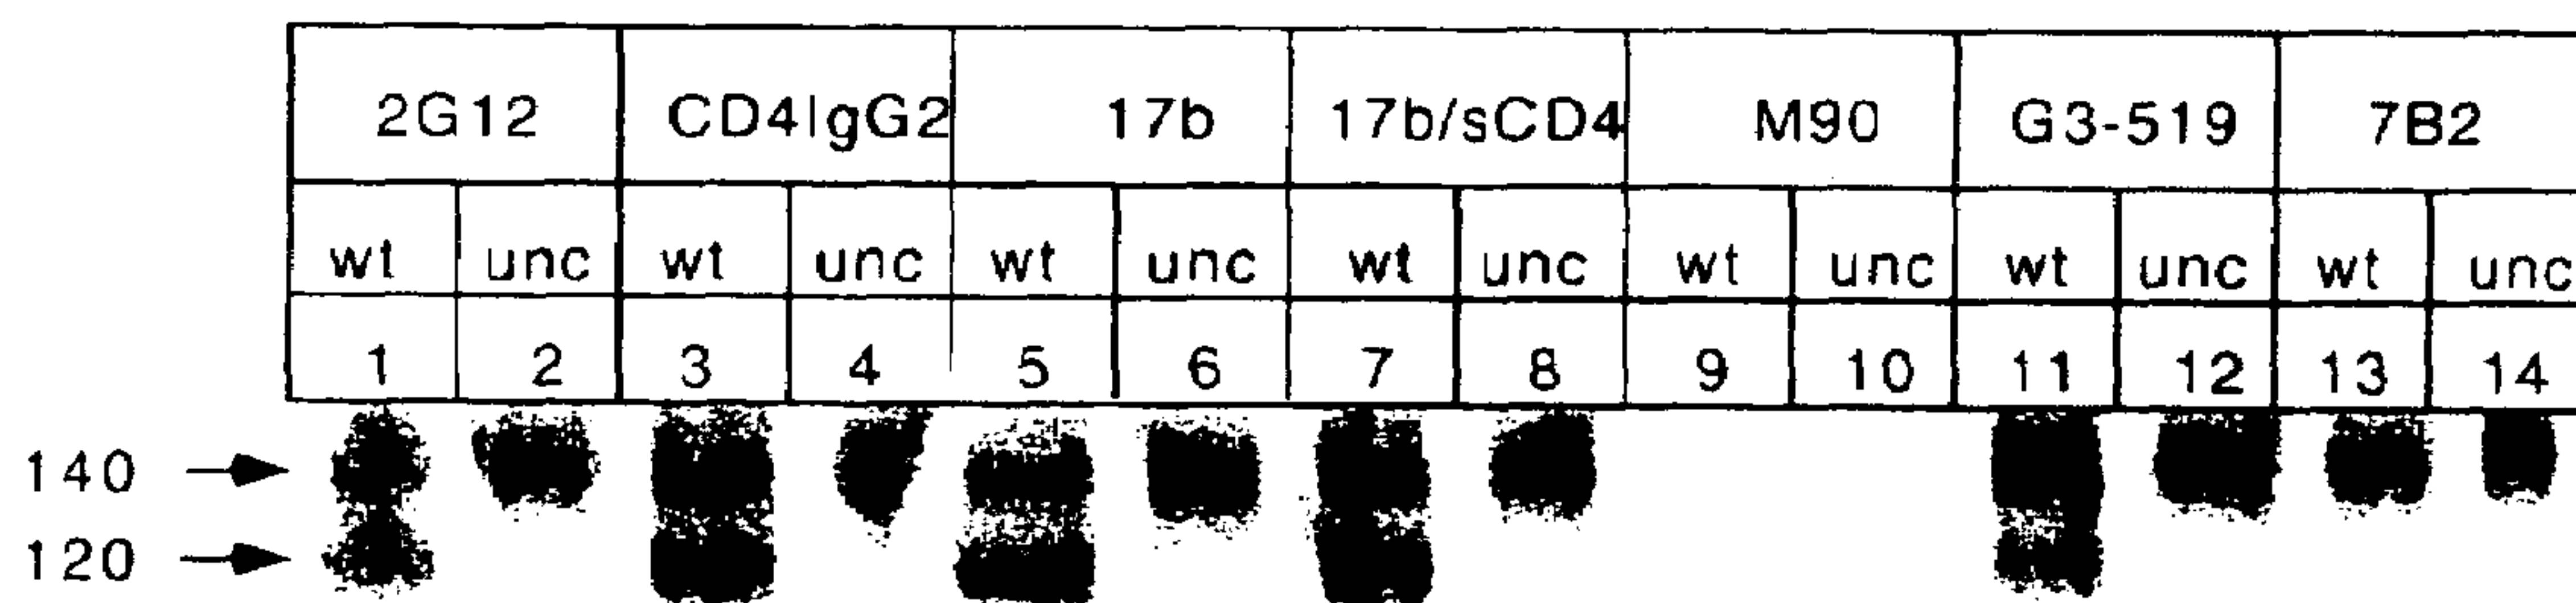 2G12 CD4IgG2 17b 17b/sCD4 M90 G3-519 7B2
wt unc wt unc wt unc wt unc wt unc wt unc wt unc
1 2 3 4 5 6 7 8 9 10 11 12 13 14
140
120